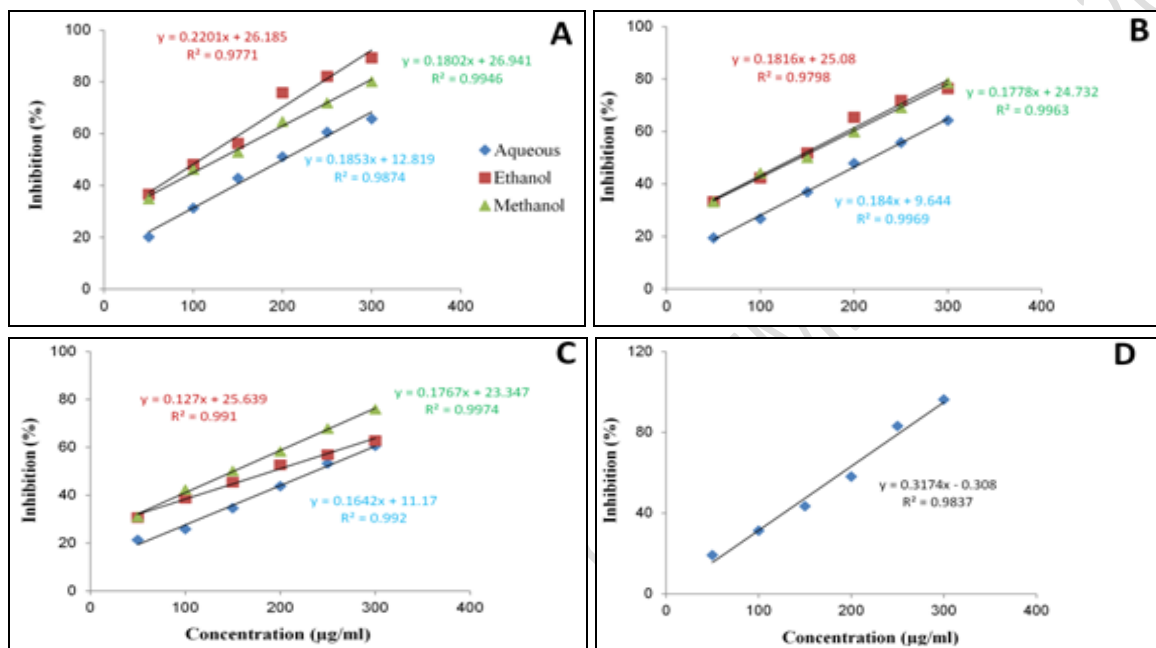 A
100
80
60
40
20
0
Inhibition (%)
y = 0.2201x + 26.185
R² = 0.9771
y = 0.1802x + 26.941
R² = 0.9946
y = 0.1853x + 12.819
R² = 0.9874
Aqueous
Ethanol
Methanol
0 100 200 300 400
B
100
80
60
40
20
0
Inhibition (%)
y = 0.1816x + 25.08
R² = 0.9798
y = 0.1778x + 24.732
R² = 0.9963
y = 0.184x + 9.644
R² = 0.9969
0 100 200 300 400
C
100
80
60
40
20
0
Inhibition (%)
y = 0.127x + 25.639
R² = 0.991
y = 0.1767x + 23.347
R² = 0.9974
y = 0.1642x + 11.17
R² = 0.992
0 100 200 300 400
Concentration (µg/ml)
D
120
80
40
0
Inhibition (%)
y = 0.3174x - 0.308
R² = 0.9837
0 100 200 300 400
Concentration (µg/ml)